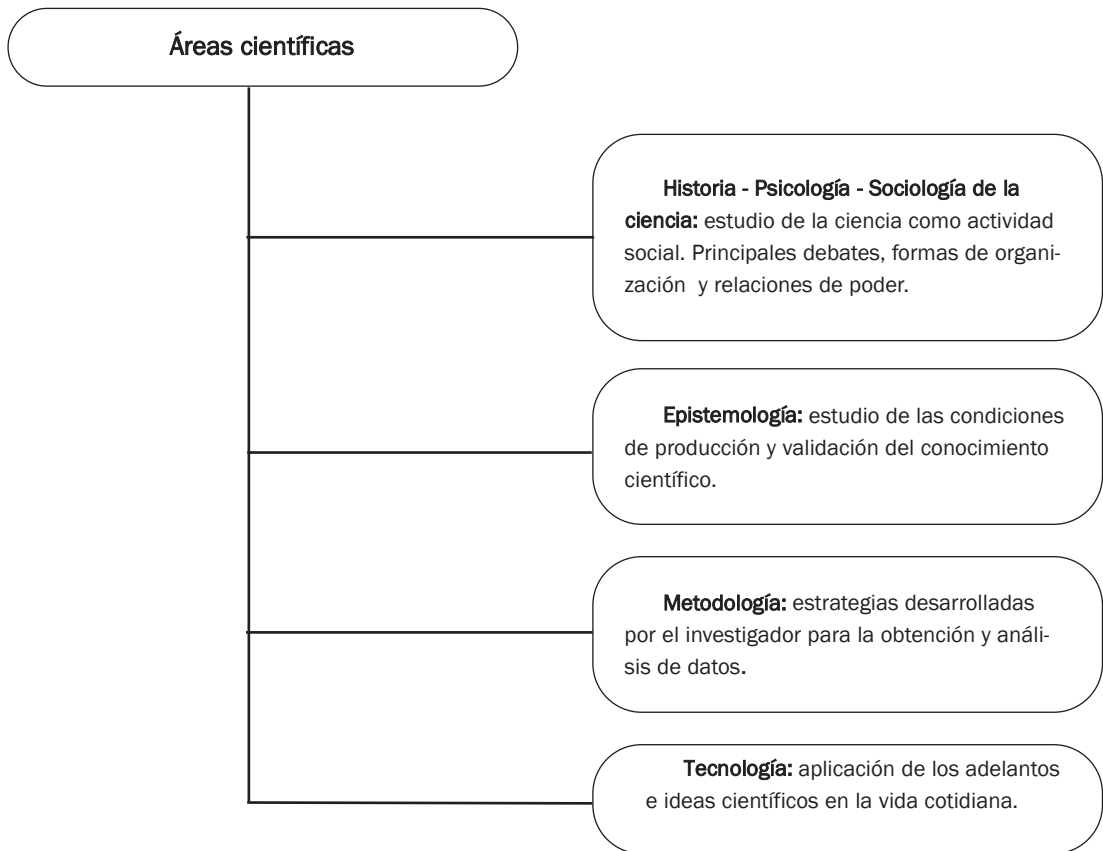 Áreas científicas
Historia - Psicología - Sociología de la
ciencia: estudio de la ciencia como actividad
social. Principales debates, formas de organi-
zación y relaciones de poder.
Epistemología: estudio de las condiciones
de producción y validación del conocimiento
científico.
Metodología: estrategias desarrolladas
por el investigador para la obtención y análi-
sis de datos.
Tecnología: aplicación de los adelantos
e ideas científicos en la vida cotidiana.